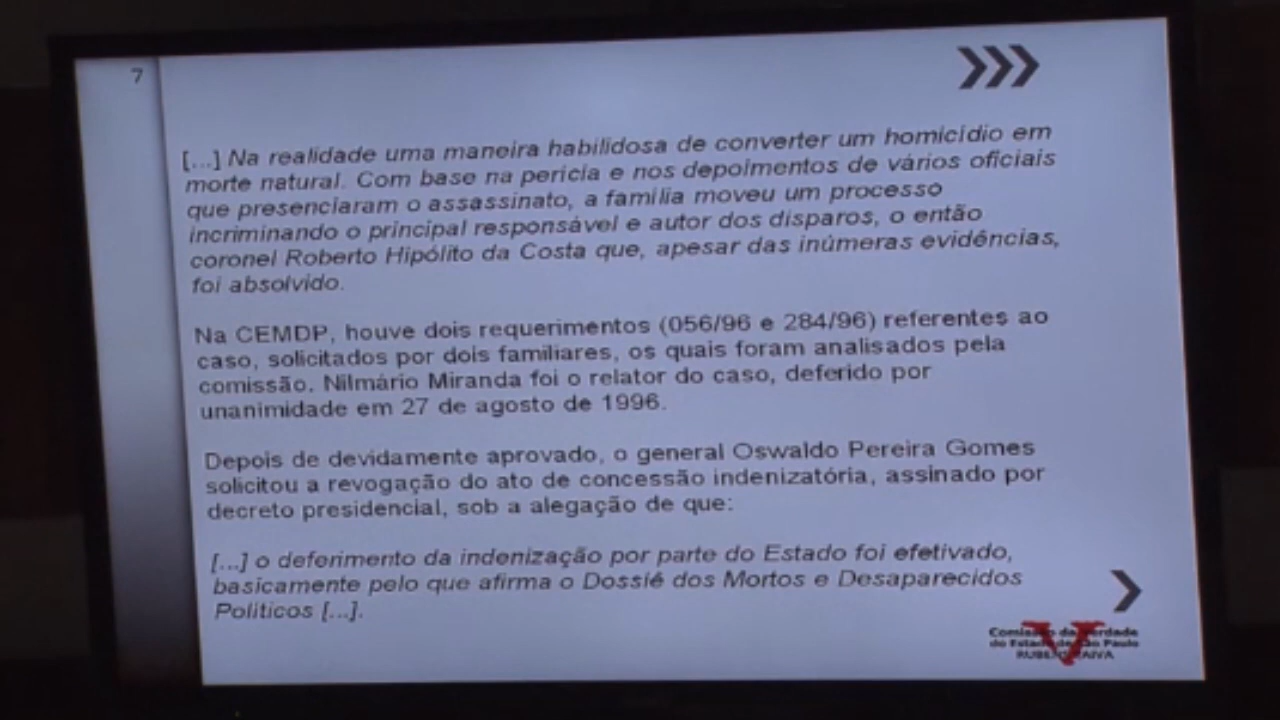 7
[...] Na realidade uma maneira habilidosa de converter um homicídio em
morte natural. Com base na perícia e nos depoimentos de vários oficiais
que presenciaram o assassinato, a família moveu um processo
incriminando o principal responsável e autor dos disparos, o então
coronel Roberto Hipólito da Costa que, apesar das inúmeras evidências,
foi absolvido.
Na CEMDP, houve dois requerimentos (056/96 e 284/96) referentes ao
caso, solicitados por dois familiares, os quais foram analisados pela
comissão. Nilmário Miranda foi o relator do caso, deferido por
unanimidade em 27 de agosto de 1996.
Depois de devidamente aprovado, o general Oswaldo Pereira Gomes
solicitou a revogação do ato de concessão indenizatória, assinado por
decreto presidencial, sob a alegação de que:
[...] o deferimento da indenização por parte do Estado foi efetivado,
basicamente pelo que afirma o Dossiê dos Mortos e Desaparecidos
Políticos [...].
Comissão da Verdade
do Estado de São Paulo
RUBENS PAIVA